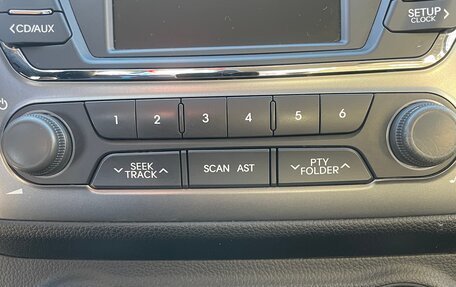 <CD/AUX
SETUP>
CLOCK
1 2 3 4 5 6
SEEK
TRACK
SCAN AST
PTY
FOLDER